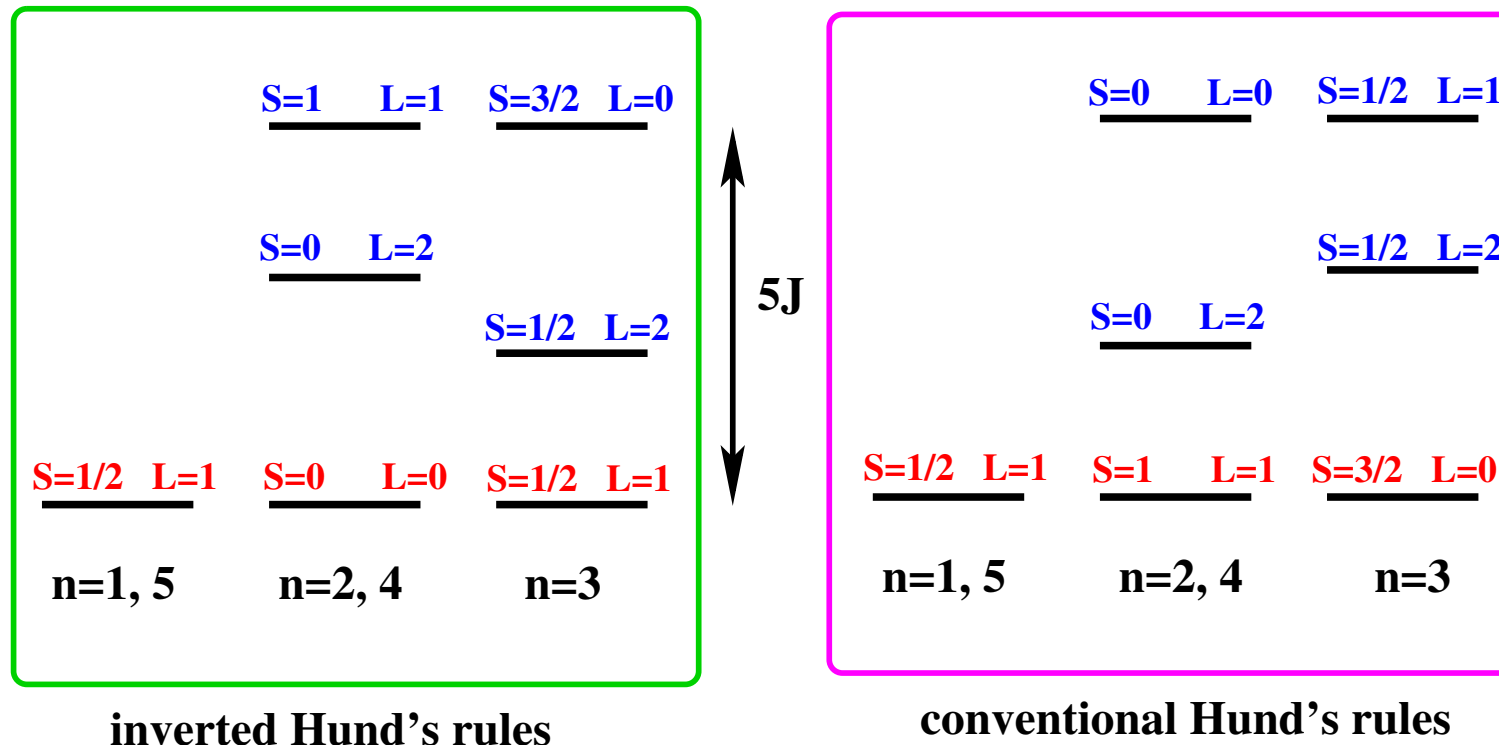 S=1 L=1 S=3/2 L=0
S=0 L=2
S=1/2 L=2
S=1/2 L=1 S=0 L=0 S=1/2 L=1
n=1, 5 n=2, 4 n=3
inverted Hund's rules
5J
S=0 L=0 S=1/2 L=1
S=1/2 L=2
S=0 L=2
S=1/2 L=1 S=1 L=1 S=3/2 L=0
n=1, 5 n=2, 4 n=3
conventional Hund's rules